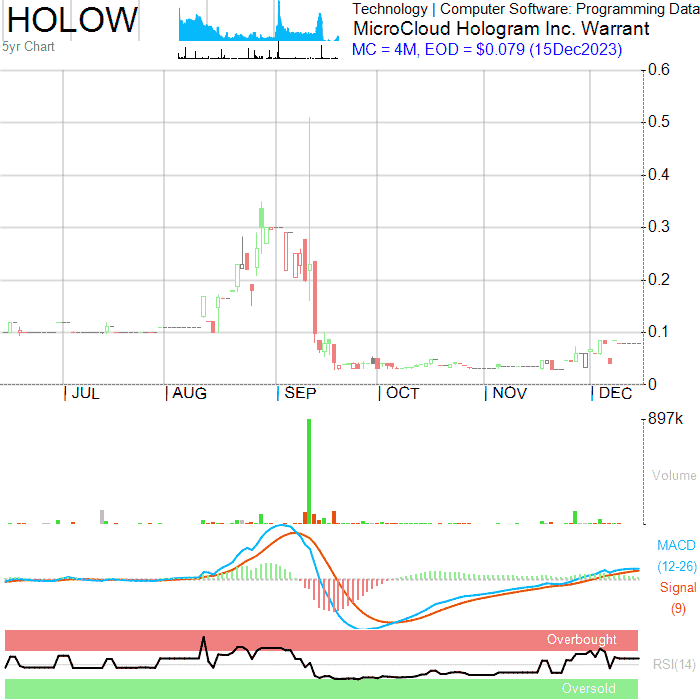 HOLOW
5yr Chart
Technology | Computer Software: Programming Data
MicroCloud Hologram Inc. Warrant
MC = 4M, EOD = $0.079 (15Dec2023)
0.6
0.5
0.4
0.3
0.2
0.1
0
JUL
AUG
SEP
OCT
NOV
DEC
897k
Volume
MACD
(12-26)
Signal
(9)
Overbought
RSI(14)
Oversold